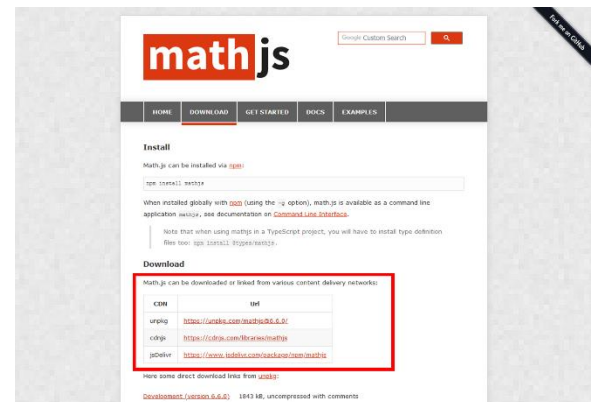 Fork me on GitHub
mathjs
Google Custom Search
HOME DOWNLOAD GET STARTED DOCS EXAMPLES
Install
Math.js can be installed via npm:
npm install mathjs
When installed globally with npm (using the -g option), math.js is available as a command line
application mathjs, see documentation on Command Line Interface.
Note that when using mathjs in a TypeScript project, you will have to install type definition
files too: npm install @types/mathjs.
Download
Math.js can be downloaded or linked from various content delivery networks:
CDN Url
unpkg https://unpkg.com/mathjs@6.6.0/
cdnjs https://cdnjs.com/libraries/mathjs
jsDelivr https://www.jsdelivr.com/package/npm/mathjs
Here some direct download links from unpkg:
Development (version 6.6.0) 1843 kB, uncompressed with comments